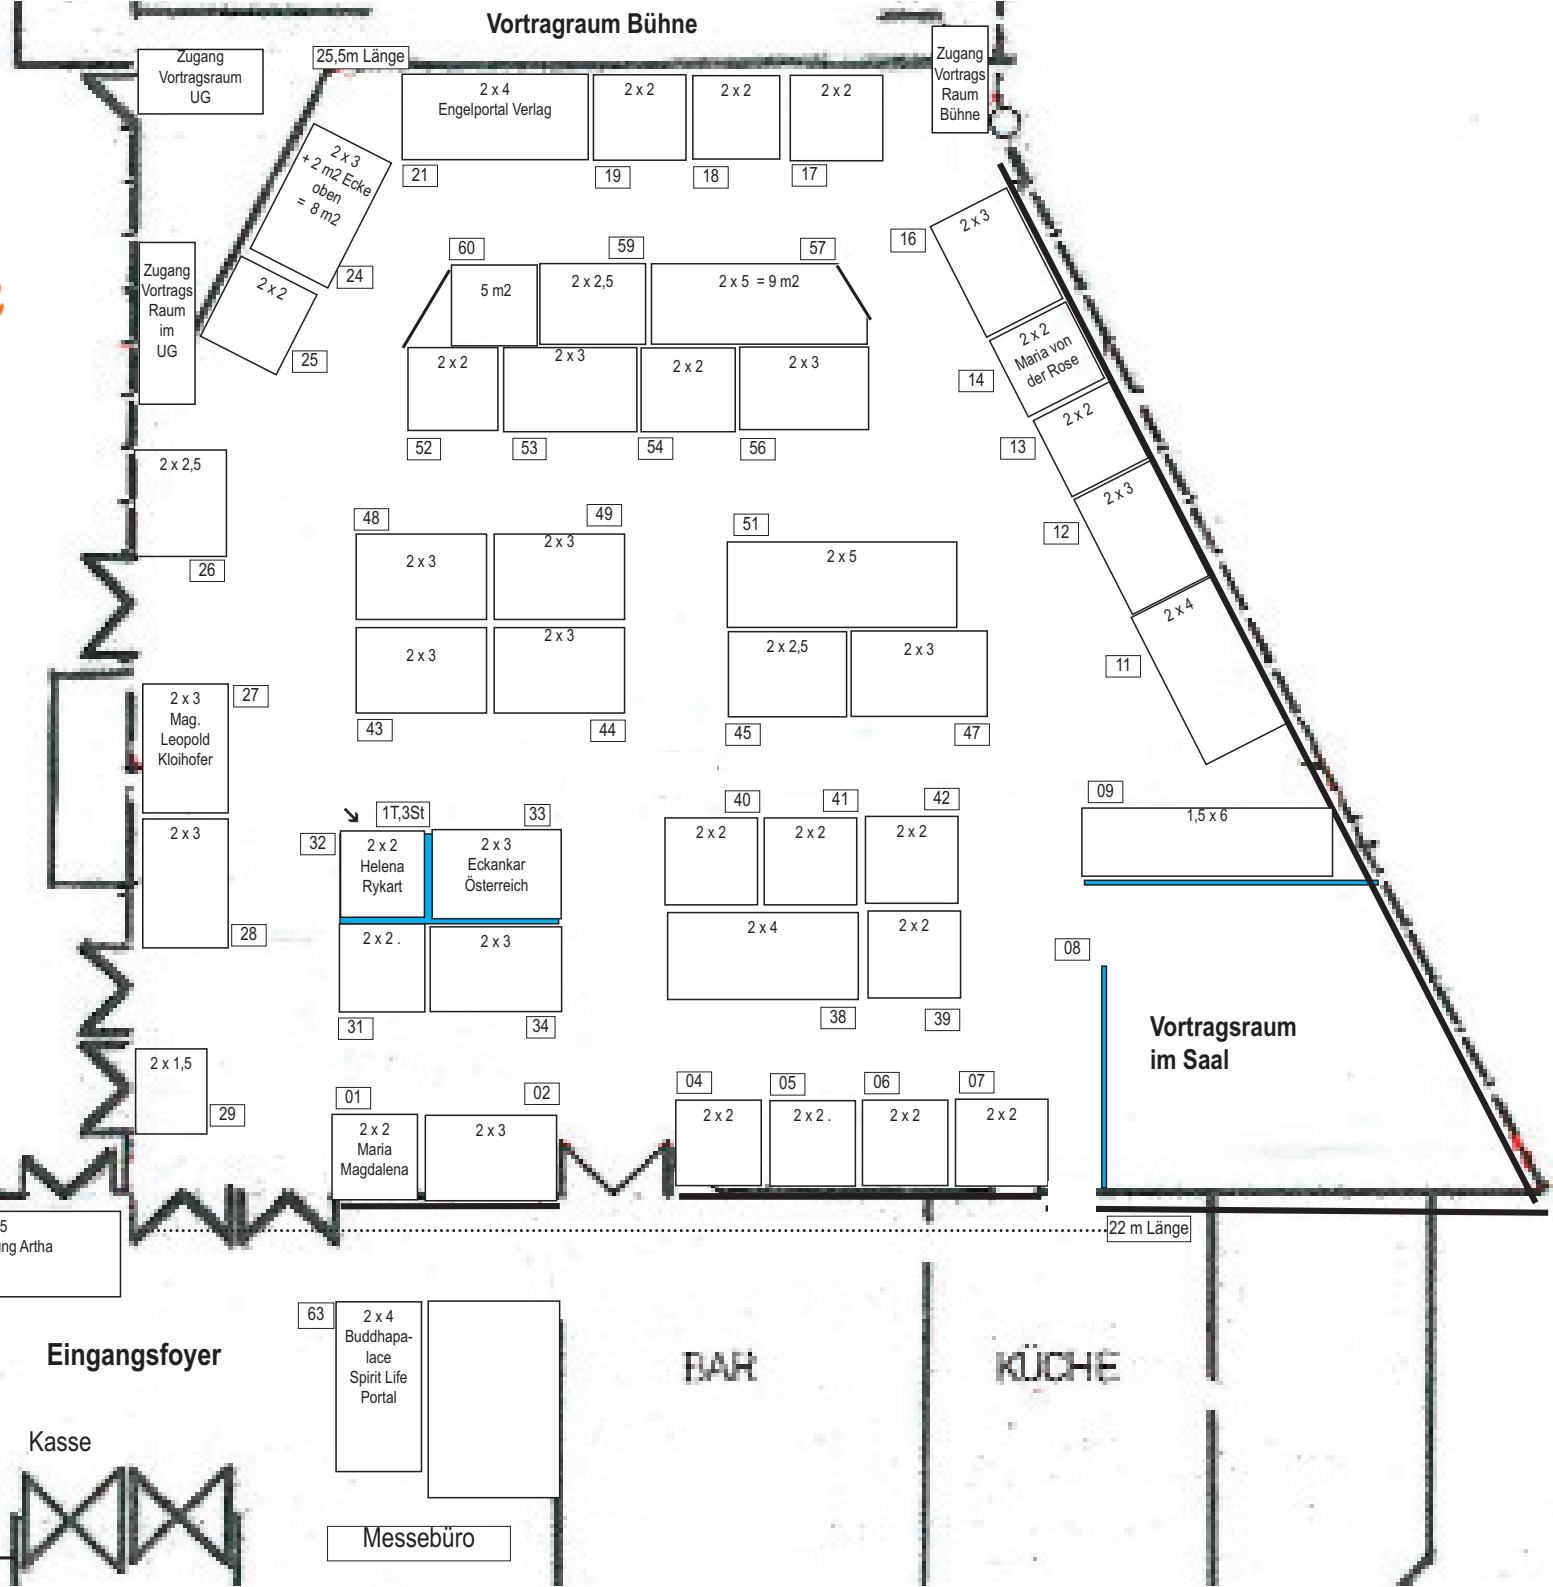 Vortragraum Bühne
Zugang
Vortragsraum
UG
25,5m Länge
Zugang
Vortrags
Raum
Bühne
2 x 4
Engelportal Verlag
2 x 2
2 x 2
2 x 2
21
19
18
17
2 x 3
+ 2 m2 Ecke
oben
= 8 m2
24
2 x 2
25
Zugang
Vortrags
Raum
im
UG
60
59
57
5 m2
2 x 2,5
2 x 5 = 9 m2
2 x 2
2 x 3
2 x 2
2 x 3
52
53
54
56
16
2 x 3
14
2 x 2
Maria von
der Rose
13
2 x 2
12
2 x 3
11
2 x 4
2 x 2,5
26
48
49
2 x 3
2 x 3
2 x 3
2 x 3
43
44
51
2 x 5
2 x 2,5
2 x 3
45
47
27
2 x 3
Mag.
Leopold
Kloihofer
2 x 3
28
1T,3St
33
32
2 x 2
Helena
Rykart
2 x 3
Eckankar
Österreich
2 x 2 .
2 x 3
31
34
40
41
42
2 x 2
2 x 2
2 x 2
2 x 4
2 x 2
38
39
09
1,5 x 6
08
Vortragsraum
im Saal
2 x 1,5
29
01
02
2 x 2
Maria
Magdalena
2 x 3
04
05
06
07
2 x 2
2 x 2 .
2 x 2
2 x 2
22 m Länge
5
ng Artha
63
2 x 4
Buddhapa-
lace
Spirit Life
Portal
Eingangsfoyer
BAR
KÜCHE
Kasse
Messebüro